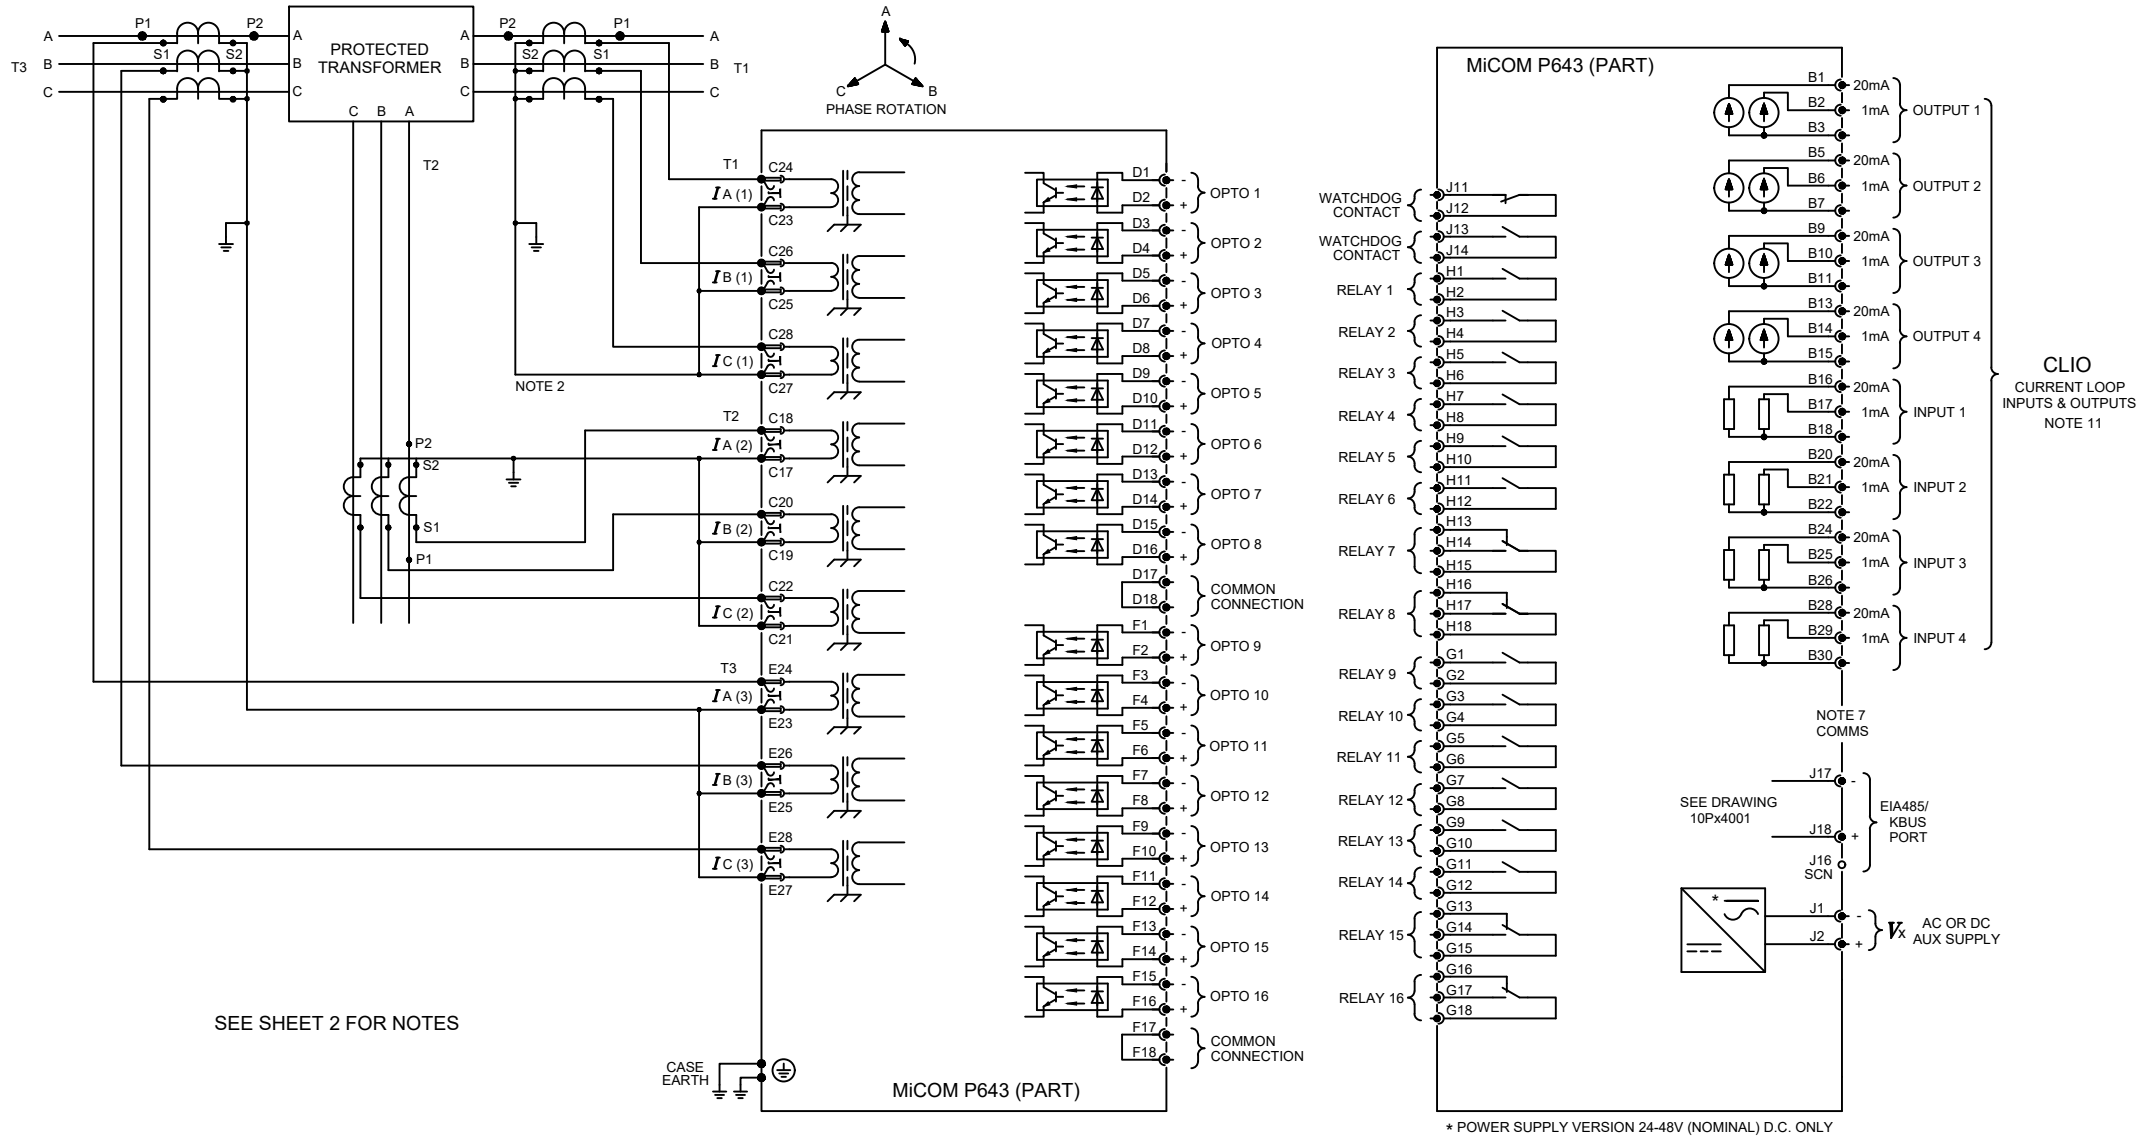 P1
P2
P2
P1
A
A
A
A
PROTECTED
TRANSFORMER
S1
S2
S2
S1
T3
B
B
B
B
T1
C
C
C
C
C
B
A
T2
A
C
B
PHASE ROTATION
T1
C24
IA (1)
C23
C26
IB (1)
C25
C28
IC (1)
C27
NOTE 2
T2
C18
IA (2)
C17
C20
IB (2)
C19
C22
IC (2)
C21
P2
S2
S1
P1
T3
E24
IA (3)
E23
E26
IB (3)
E25
E28
IC (3)
E27
SEE SHEET 2 FOR NOTES
CASE
EARTH
MiCOM P643 (PART)
D1 -
D2 +
OPTO 1
D3 -
D4 +
OPTO 2
D5 -
D6 +
OPTO 3
D7 -
D8 +
OPTO 4
D9 -
D10 +
OPTO 5
D11 -
D12 +
OPTO 6
D13 -
D14 +
OPTO 7
D15 -
D16 +
OPTO 8
D17
D18
COMMON
CONNECTION
F1 -
F2 +
OPTO 9
F3 -
F4 +
OPTO 10
F5 -
F6 +
OPTO 11
F7 -
F8 +
OPTO 12
F9 -
F10 +
OPTO 13
F11 -
F12 +
OPTO 14
F13 -
F14 +
OPTO 15
F15 -
F16 +
OPTO 16
F17
F18
COMMON
CONNECTION
MiCOM P643 (PART)
WATCHDOG
CONTACT
J11
J12
WATCHDOG
CONTACT
J13
J14
RELAY 1
H1
H2
RELAY 2
H3
H4
RELAY 3
H5
H6
RELAY 4
H7
H8
RELAY 5
H9
H10
RELAY 6
H11
H12
RELAY 7
H13
H14
H15
RELAY 8
H16
H17
H18
RELAY 9
G1
G2
RELAY 10
G3
G4
RELAY 11
G5
G6
RELAY 12
G7
G8
RELAY 13
G9
G10
RELAY 14
G11
G12
RELAY 15
G13
G14
G15
RELAY 16
G16
G17
G18
B1 20mA
B2 1mA
B3
OUTPUT 1
B5 20mA
B6 1mA
B7
OUTPUT 2
B9 20mA
B10 1mA
B11
OUTPUT 3
B13 20mA
B14 1mA
B15
OUTPUT 4
B16 20mA
B17 1mA
B18
INPUT 1
B20 20mA
B21 1mA
B22
INPUT 2
B24 20mA
B25 1mA
B26
INPUT 3
B28 20mA
B29 1mA
B30
INPUT 4
CLIO
CURRENT LOOP
INPUTS & OUTPUTS
NOTE 11
NOTE 7
COMMS
SEE DRAWING
10Px4001
J17 -
J18 +
J16
SCN
EIA485/
KBUS
PORT
*
J1 -
J2 +
Vx
AC OR DC
AUX SUPPLY
* POWER SUPPLY VERSION 24-48V (NOMINAL) D.C. ONLY